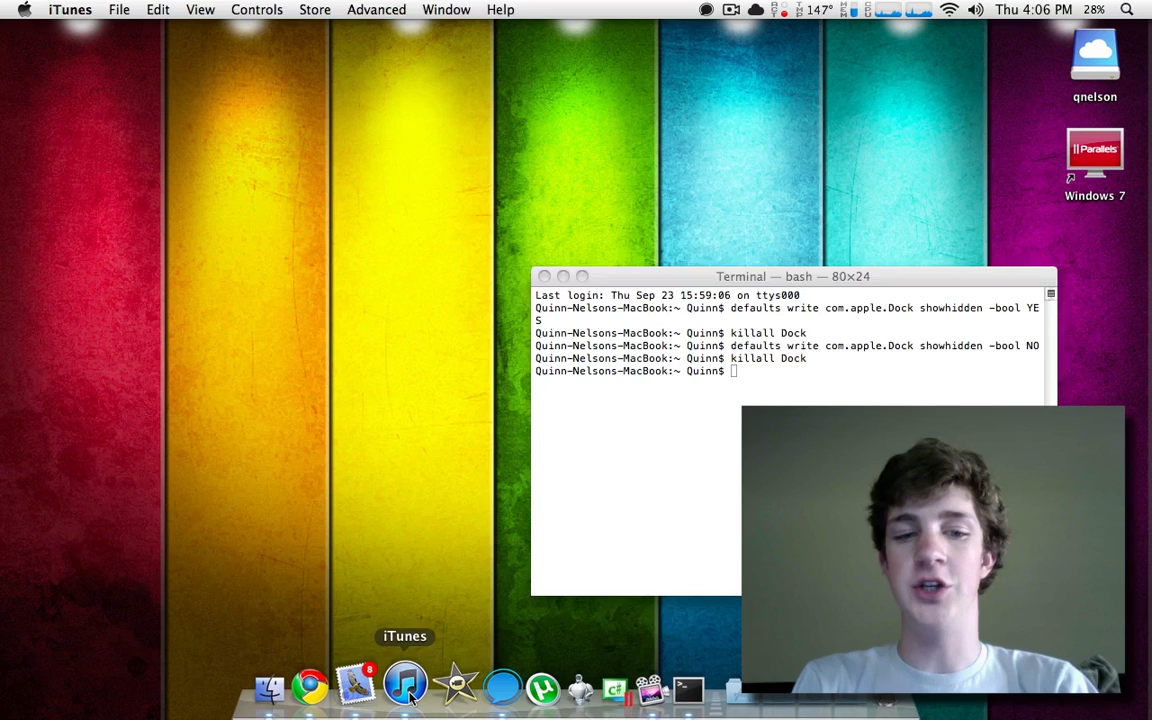 iTunes File Edit View Controls Store Advanced Window Help 147° Thu 4:06 PM 28%
qnelson
|| Parallels
Windows 7
Terminal — bash — 80×24
Last login: Thu Sep 23 15:59:06 on ttys000
Quinn-Nelsons-MacBook:~ Quinn$ defaults write com.apple.Dock showhidden -bool YE
S
Quinn-Nelsons-MacBook:~ Quinn$ killall Dock
Quinn-Nelsons-MacBook:~ Quinn$ defaults write com.apple.Dock showhidden -bool NO
Quinn-Nelsons-MacBook:~ Quinn$ killall Dock
Quinn-Nelsons-MacBook:~ Quinn$
iTunes
8
C#